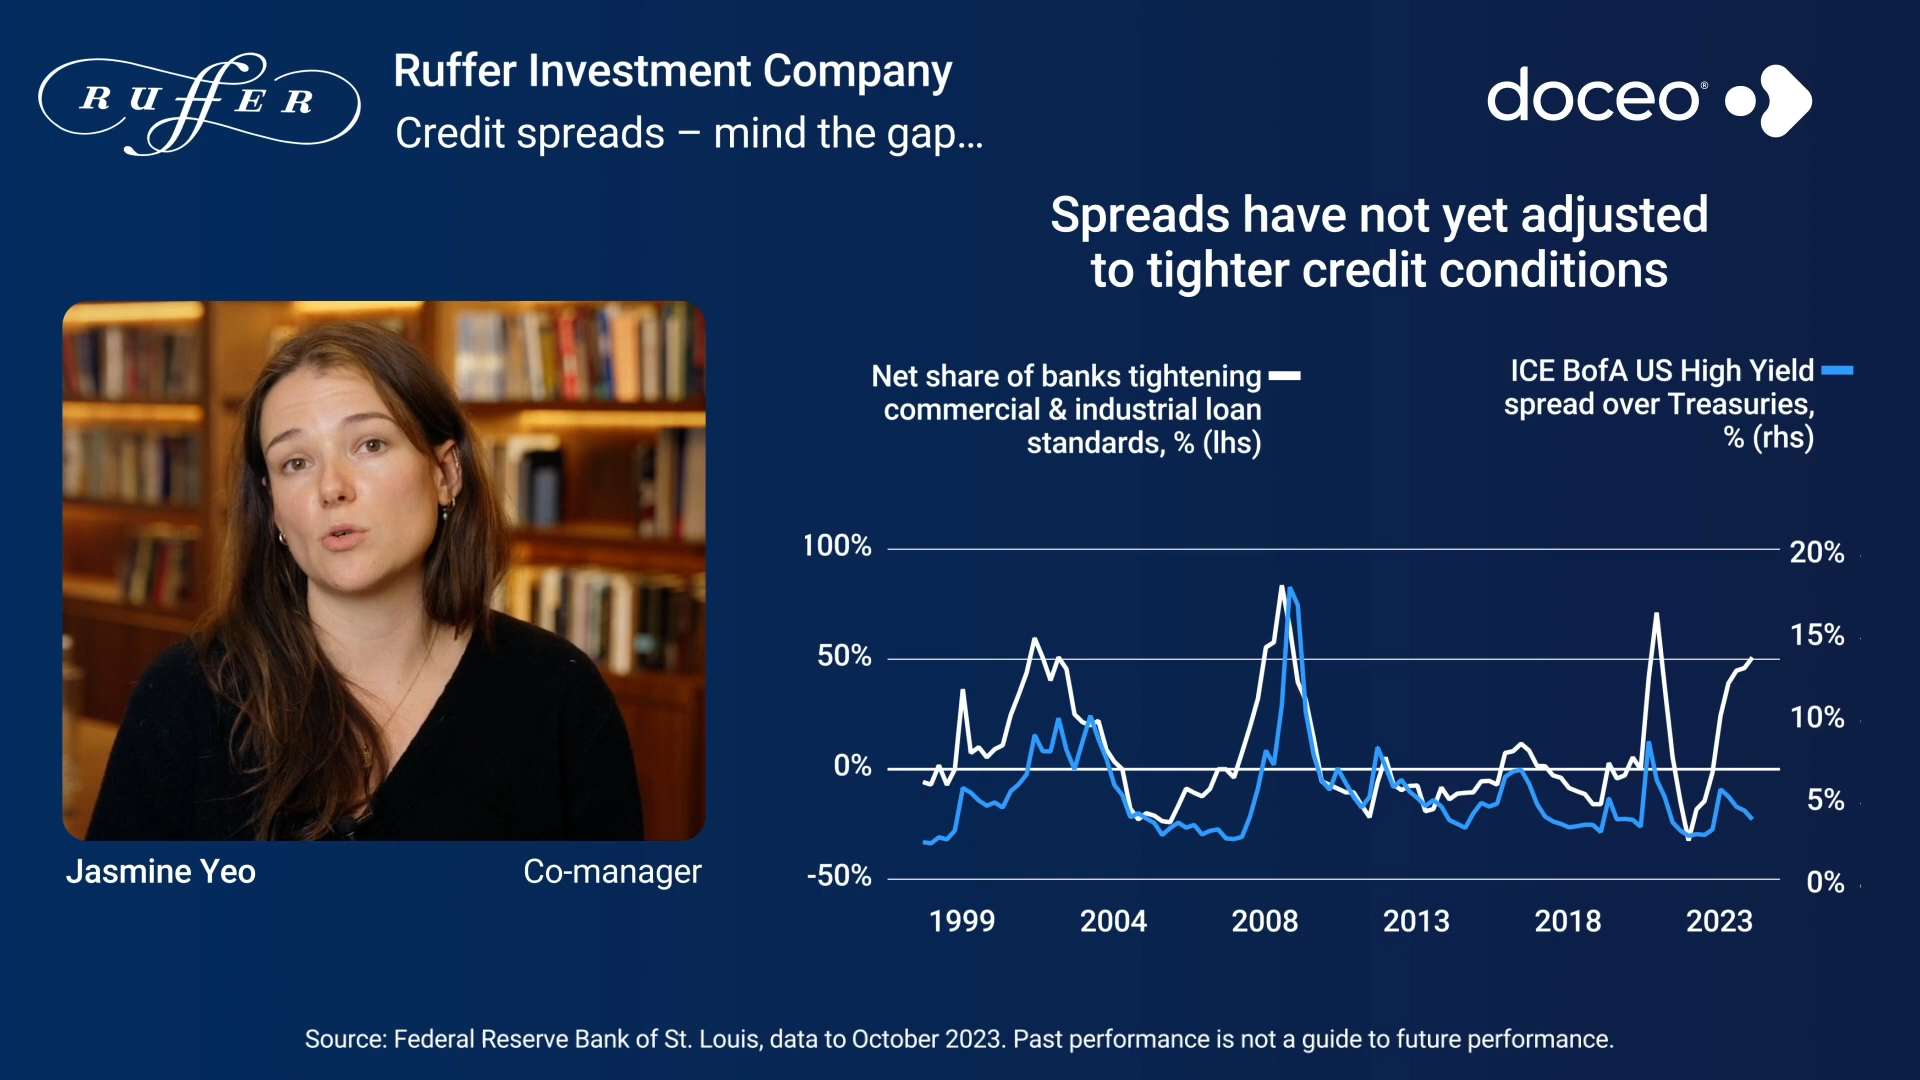 RUffER
Ruffer Investment Company
Credit spreads – mind the gap...
doceo®
Spreads have not yet adjusted
to tighter credit conditions
Net share of banks tightening
commercial & industrial loan
standards, % (lhs)
ICE BofA US High Yield
spread over Treasuries,
% (rhs)
100%
50%
0%
-50%
20%
15%
10%
5%
0%
1999 2004 2008 2013 2018 2023
Jasmine Yeo
Co-manager
Source: Federal Reserve Bank of St. Louis, data to October 2023. Past performance is not a guide to future performance.